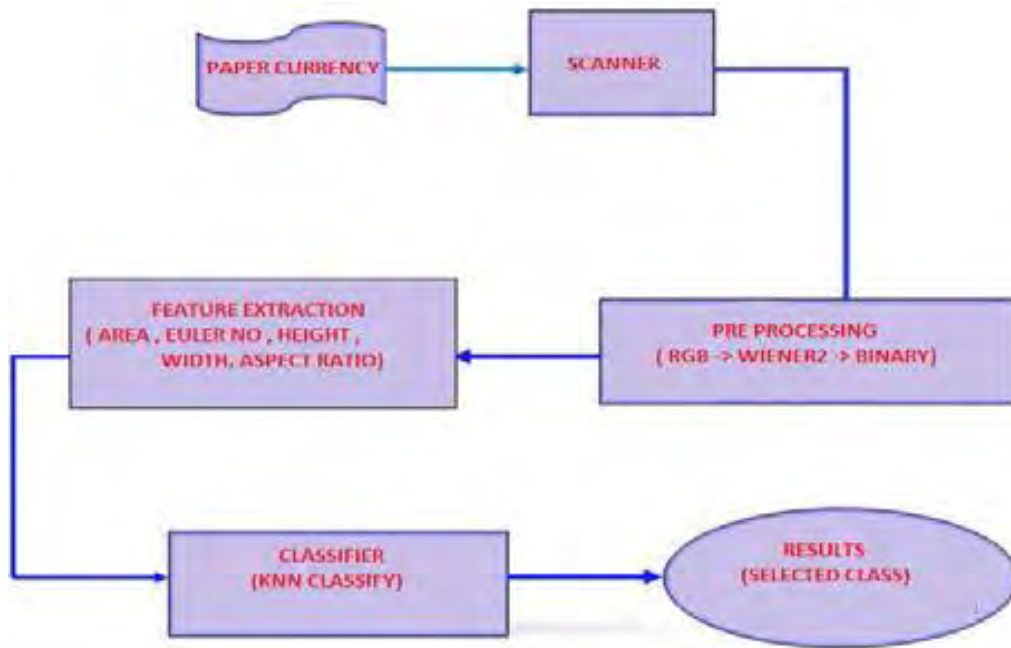 PAPER CURRENCY
SCANNER
FEATURE EXTRACTION
( AREA , EULER NO , HEIGHT ,
WIDTH, ASPECT RATIO)
PRE PROCESSING
( RGB -> WIENER2 -> BINARY)
CLASSIFIER
(KNN CLASSIFY)
RESULTS
(SELECTED CLASS)